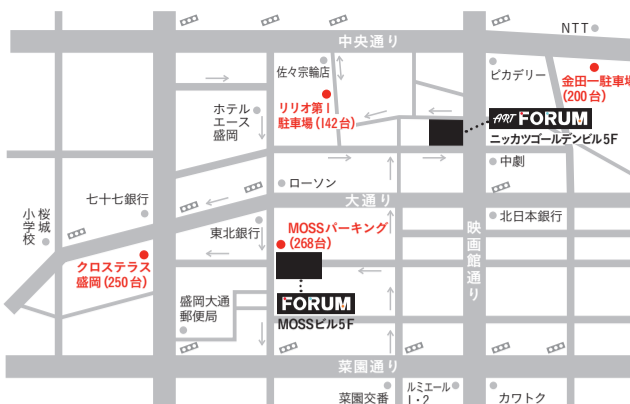 中央通り
NTT
佐々宗輪店
ピカデリー
金田一駐車場
(200台)
ホテル
エース
盛岡
リリオ第1
駐車場(142台)
ART FORUM
ニッカツゴールデンビル5F
中劇
七十七銀行
ローソン
大通り
桜城
小学校
東北銀行
MOSSパーキング
(268台)
映画館通り
北日本銀行
クロステラス
盛岡(250台)
盛岡大通
郵便局
FORUM
MOSSビル5F
菜園通り
菜園交番
ルミエール
1・2
カワトク